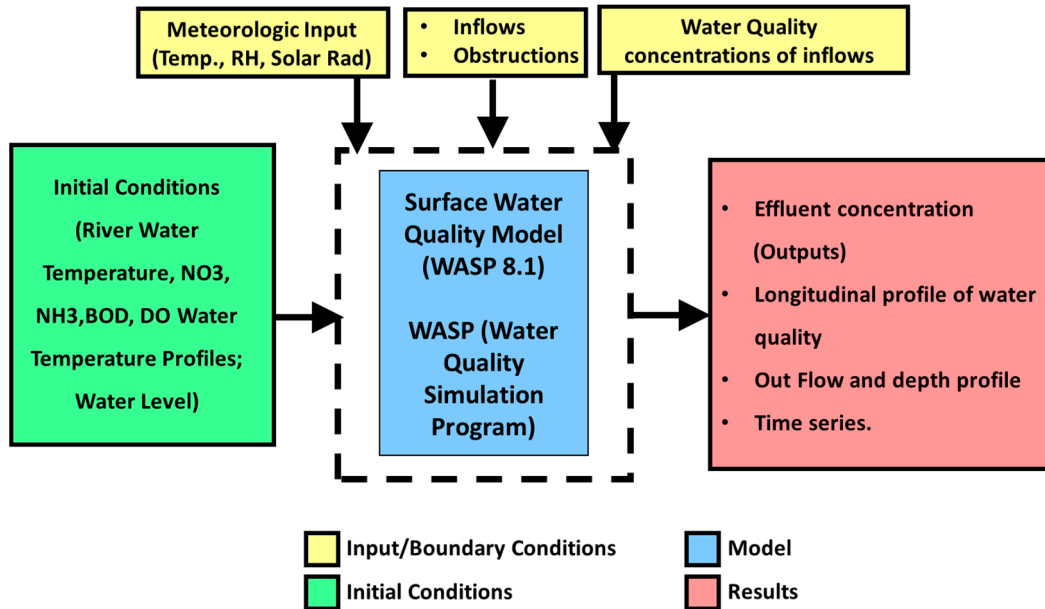 Meteorologic Input
(Temp., RH, Solar Rad)
• Inflows
• Obstructions
Water Quality
concentrations of inflows
Initial Conditions
(River Water
Temperature, NO3,
NH3,BOD, DO Water
Temperature Profiles;
Water Level)
Surface Water
Quality Model
(WASP 8.1)
WASP (Water
Quality
Simulation
Program)
• Effluent concentration
(Outputs)
• Longitudinal profile of water
quality
• Out Flow and depth profile
• Time series.
Input/Boundary Conditions
Model
Initial Conditions
Results